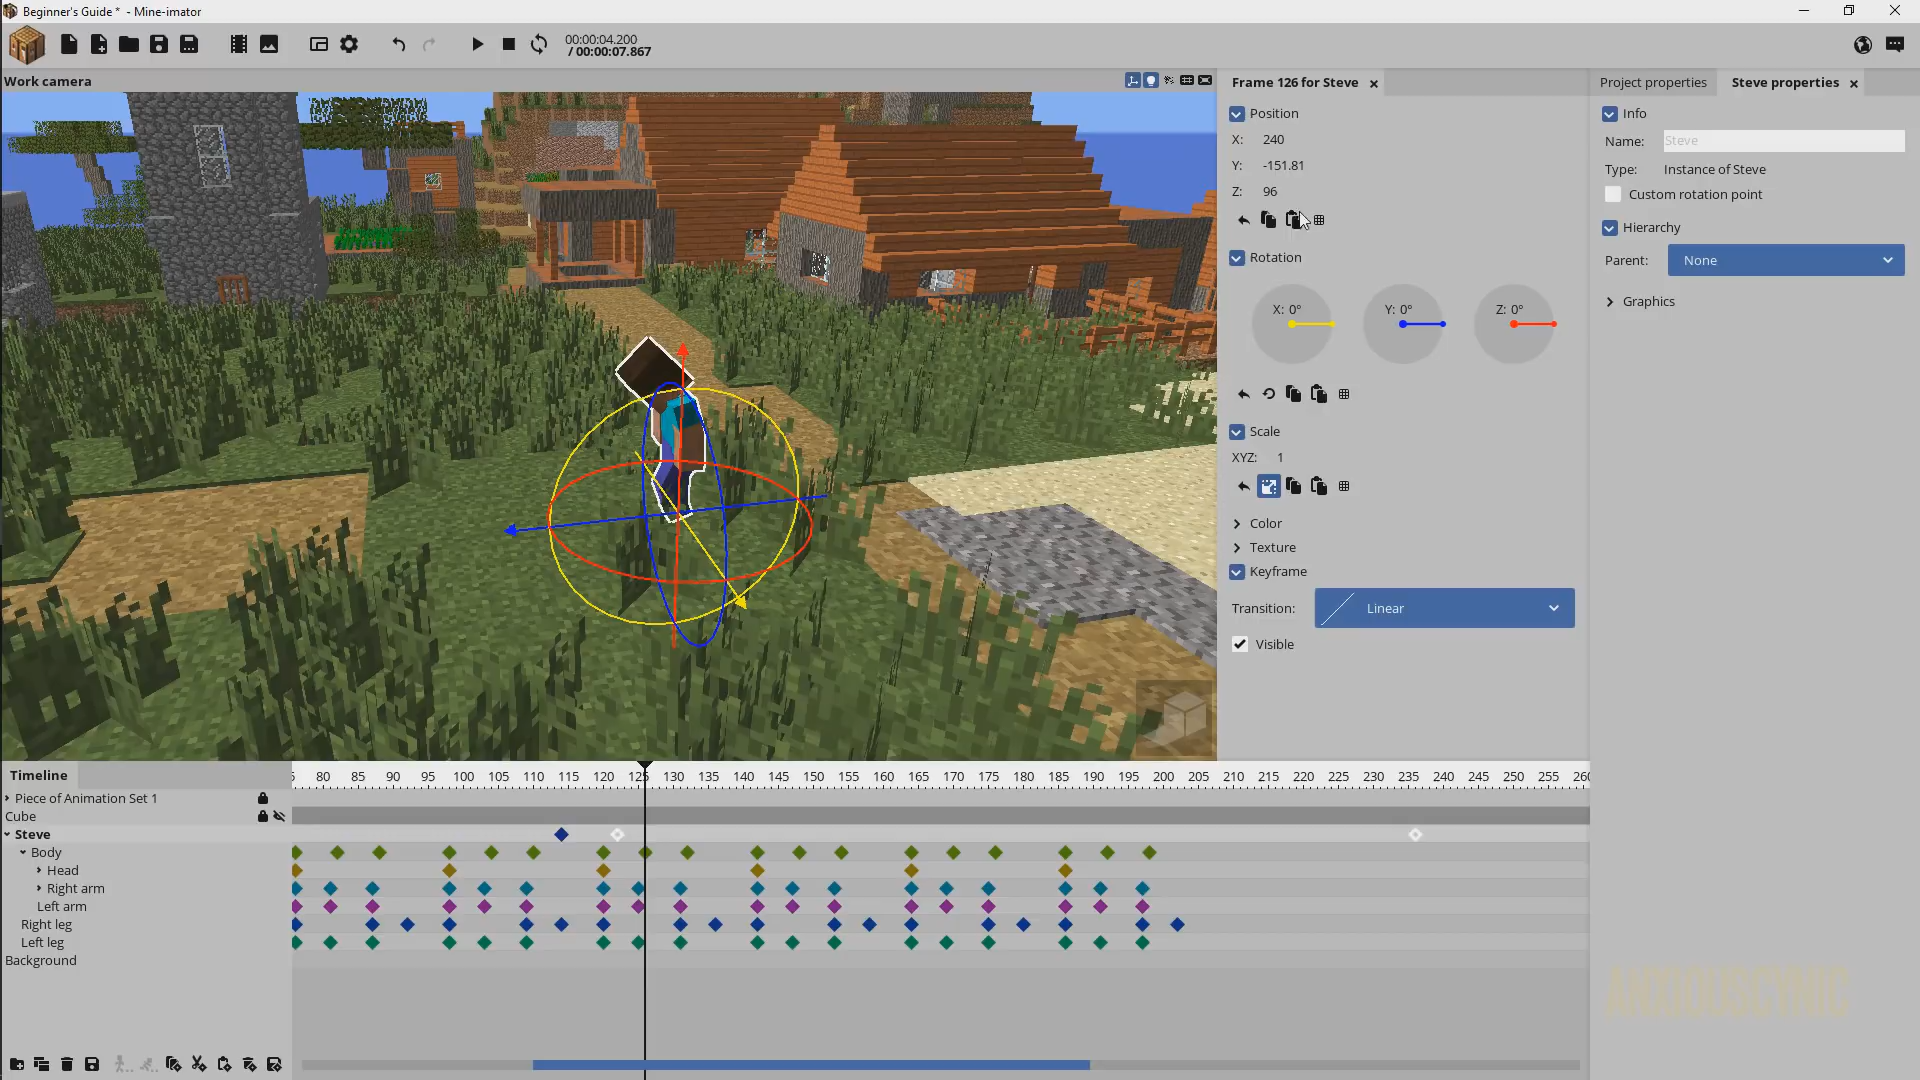 Beginner's Guide * - Mine-imator
00:00:04.200
/ 00:00:07.867
Work camera
Frame 126 for Steve
Position
X: 240
Y: -151.81
Z: 96
Rotation
X: 0°
Y: 0°
Z: 0°
Scale
XYZ: 1
Color
Texture
Keyframe
Transition: Linear
Visible
Project properties
Steve properties
Info
Name: Steve
Type: Instance of Steve
Custom rotation point
Hierarchy
Parent: None
Graphics
Timeline
80 85 90 95 100 105 110 115 120 125 130 135 140 145 150 155 160 165 170 175 180 185 190 195 200 205 210 215 220 225 230 235 240 245 250 255 260
Piece of Animation Set 1
Cube
Steve
Body
Head
Right arm
Left arm
Right leg
Left leg
Background
ANXIOUSCYNIC